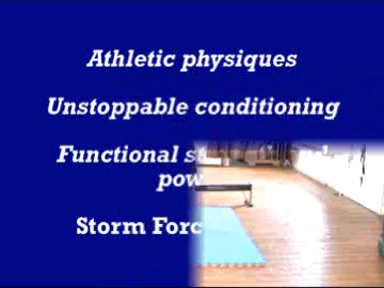 Athletic physiques
Unstoppable conditioning
Functional
Storm